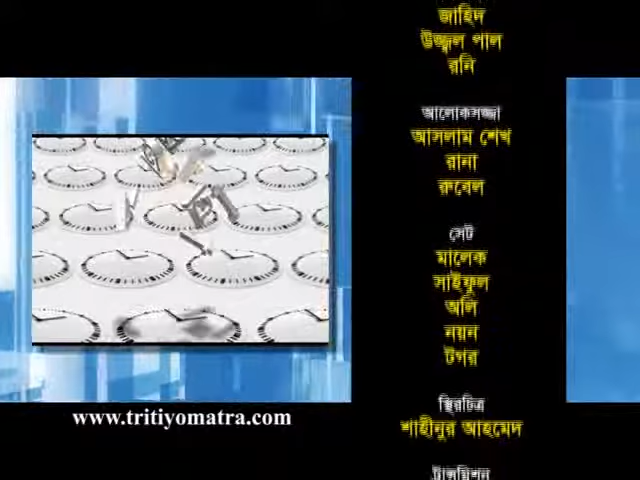 জাহিদ
উজ্জ্বল পাল
রনি
আলোকসজ্জা
আসলাম শেখ
রানা
রুবেল
সেট
মালেক
সাইফুল
অলি
নয়ন
টগর
স্থিরচিত্র
শাহীনুর আহমেদ
www.tritiyomatra.com